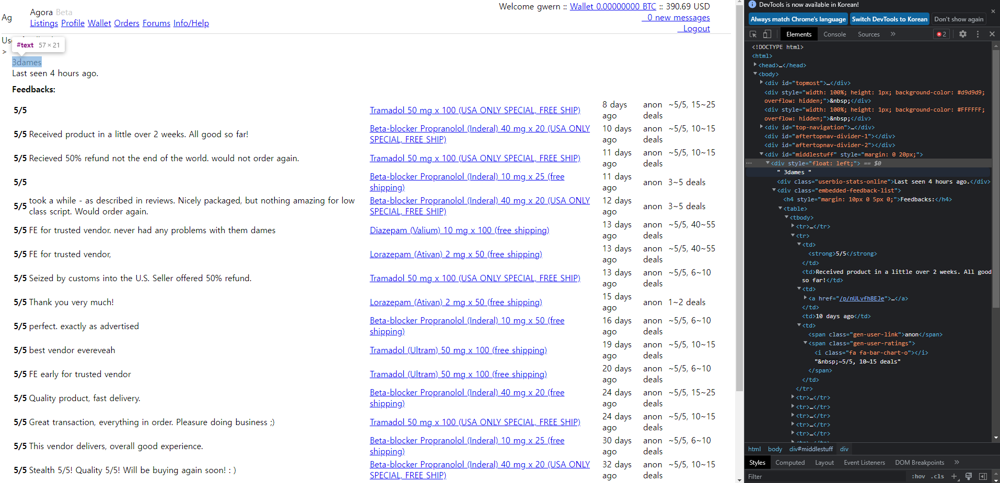 Ag
Agora Beta
Listings Profile Wallet Orders Forums Info/Help
Welcome gwern :: Wallet 0.00000000 BTC :: 390.69 USD
0 new messages
Logout
#text 57 × 21
>
3dames
Last seen 4 hours ago.
Feedbacks:
5/5 Tramadol 50 mg x 100 (USA ONLY SPECIAL, FREE SHIP) 8 days ago anon ~5/5, 15~25 deals
5/5 Received product in a little over 2 weeks. All good so far! Beta-blocker Propranolol (Inderal) 40 mg x 20 (USA ONLY SPECIAL, FREE SHIP) 10 days ago anon ~5/5, 10~15 deals
5/5 Recieved 50% refund not the end of the world. would not order again. Tramadol 50 mg x 100 (USA ONLY SPECIAL, FREE SHIP) 11 days ago anon ~5/5, 10~15 deals
5/5 Beta-blocker Propranolol (Inderal) 10 mg x 25 (free shipping) 11 days ago anon 3~5 deals
5/5 took a while - as described in reviews. Nicely packaged, but nothing amazing for low class script. Would order again. Beta-blocker Propranolol (Inderal) 40 mg x 20 (USA ONLY SPECIAL, FREE SHIP) 12 days ago anon 3~5 deals
5/5 FE for trusted vendor. never had any problems with them dames Diazepam (Valium) 10 mg x 100 (free shipping) 13 days ago anon ~5/5, 40~55 deals
5/5 FE for trusted vendor, Lorazepam (Ativan) 2 mg x 50 (free shipping) 13 days ago anon ~5/5, 40~55 deals
5/5 Seized by customs into the U.S. Seller offered 50% refund. Tramadol 50 mg x 100 (USA ONLY SPECIAL, FREE SHIP) 13 days ago anon ~5/5, 6~10 deals
5/5 Thank you very much! Lorazepam (Ativan) 2 mg x 50 (free shipping) 15 days ago anon 1~2 deals
5/5 perfect. exactly as advertised Beta-blocker Propranolol (Inderal) 10 mg x 50 (free shipping) 16 days ago anon ~5/5, 6~10 deals
5/5 best vendor evereveah Tramadol (Ultram) 50 mg x 100 (free shipping) 19 days ago anon ~5/5, 10~15 deals
5/5 FE early for trusted vendor Tramadol (Ultram) 50 mg x 100 (free shipping) 20 days ago anon ~5/5, 6~10 deals
5/5 Quality product, fast delivery. Beta-blocker Propranolol (Inderal) 40 mg x 20 (free shipping) 24 days ago anon ~5/5, 15~25 deals
5/5 Great transaction, everything in order. Pleasure doing business ;) Tramadol 50 mg x 100 (USA ONLY SPECIAL, FREE SHIP) 24 days ago anon ~5/5, 10~15 deals
5/5 This vendor delivers, overall good experience. Beta-blocker Propranolol (Inderal) 10 mg x 25 (free shipping) 30 days ago anon ~5/5, 6~10 deals
5/5 Stealth 5/5! Quality 5/5! Will be buying again soon! : ) Beta-blocker Propranolol (Inderal) 40 mg x 20 (USA ONLY SPECIAL, FREE SHIP) 32 days ago anon ~5/5, 10~15 deals
DevTools is now available in Korean!
Always match Chrome's language Switch DevTools to Korean Don't show again
Elements Console Sources » 2
<!DOCTYPE html>
<html>
<head>…</head>
<body>
<div id="topmost">…</div>
<div style="width: 100%; height: 1px; background-color: #d9d9d9;
overflow: hidden;">&nbsp;</div>
<div style="width: 100%; height: 1px; background-color: #FFFFFF;
overflow: hidden;">&nbsp;</div>
<div id="top-navigation">…</div>
<div id="aftertopnav-divider-1"></div>
<div id="aftertopnav-divider-2"></div>
<div id="middlestuff" style="margin: 0 20px;">
<div style="float: left;"> == $0
" 3dames "
<div class="userbio-stats-online">Last seen 4 hours ago.</div>
<div class="embedded-feedback-list">
<h4 style="margin: 10px 0 5px 0;">Feedbacks:</h4>
<table>
<tbody>
<tr>…</tr>
<tr>
<td>
<strong>5/5</strong>
</td>
<td>Received product in a little over 2 weeks. All good
so far!</td>
<td>
<a href="/p/nULvfh8EJe">…</a>
</td>
<td>10 days ago</td>
<td>
<span class="gen-user-link">anon</span>
<span class="gen-user-ratings">
<i class="fa fa-bar-chart-o"></i>
"&nbsp;~5/5, 10~15 deals"
</span>
</td>
</tr>
<tr>…</tr>
<tr>…</tr>
<tr>…</tr>
<tr>…</tr>
<tr>…</tr>
html body div#middlestuff div
Styles Computed Layout Event Listeners DOM Breakpoints »
Filter :hov .cls +